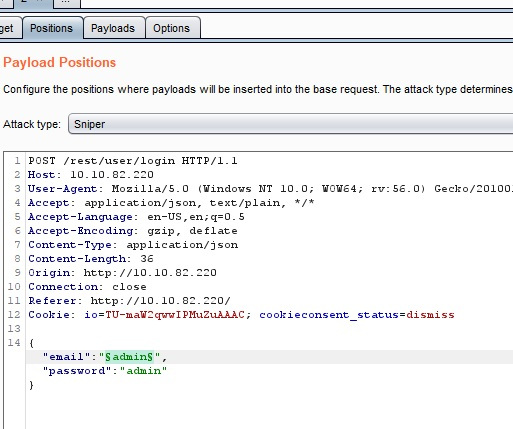 get Positions Payloads Options
Payload Positions
Configure the positions where payloads will be inserted into the base request. The attack type determines
Attack type: Sniper
1 POST /rest/user/login HTTP/1.1
2 Host: 10.10.82.220
3 User-Agent: Mozilla/5.0 (Windows NT 10.0; WOW64; rv:56.0) Gecko/20100
4 Accept: application/json, text/plain, */*
5 Accept-Language: en-US,en;q=0.5
6 Accept-Encoding: gzip, deflate
7 Content-Type: application/json
8 Content-Length: 36
9 Origin: http://10.10.82.220
10 Connection: close
11 Referer: http://10.10.82.220/
12 Cookie: io=TU-maW2qwwIPMuZuAAAC; cookieconsent_status=dismiss
13
14 {
"email":"§admin§",
"password":"admin"
}